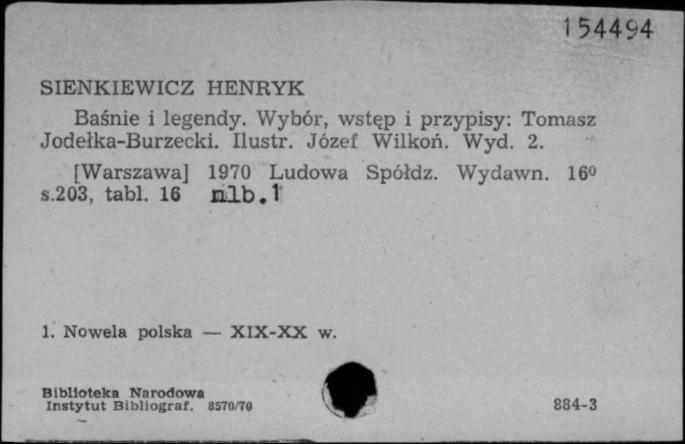 154494
SIENKIEWICZ HENRYK
Baśnie i legendy. Wybór, wstęp i przypisy: Tomasz
Jodełka-Burzecki. Ilustr. Józef Wilkoń. Wyd. 2.
[Warszawa] 1970 Ludowa Spółdz. Wydawn. 16⁰
s.203, tabl. 16 nlb.1
1. Nowela polska — XIX-XX w.
Biblioteka Narodowa
Instytut Bibliograf. 8570/70
884-3